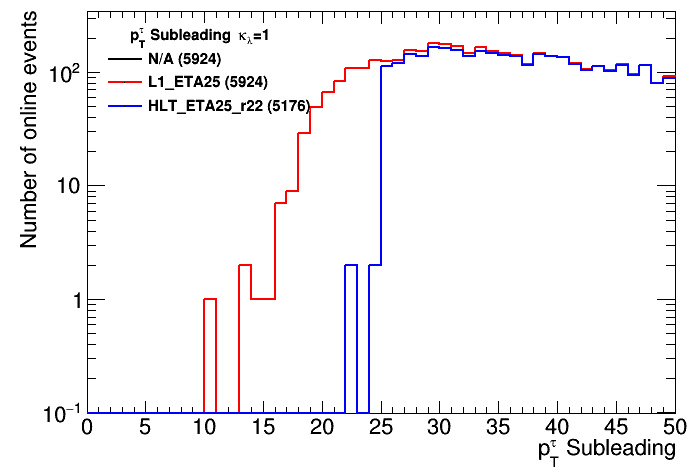 p_T^τ Subleading κ_λ=1
N/A (5924)
L1_ETA25 (5924)
HLT_ETA25_r22 (5176)
Number of online events
10²
10
1
10⁻¹
0 5 10 15 20 25 30 35 40 45 50
p_T^τ Subleading